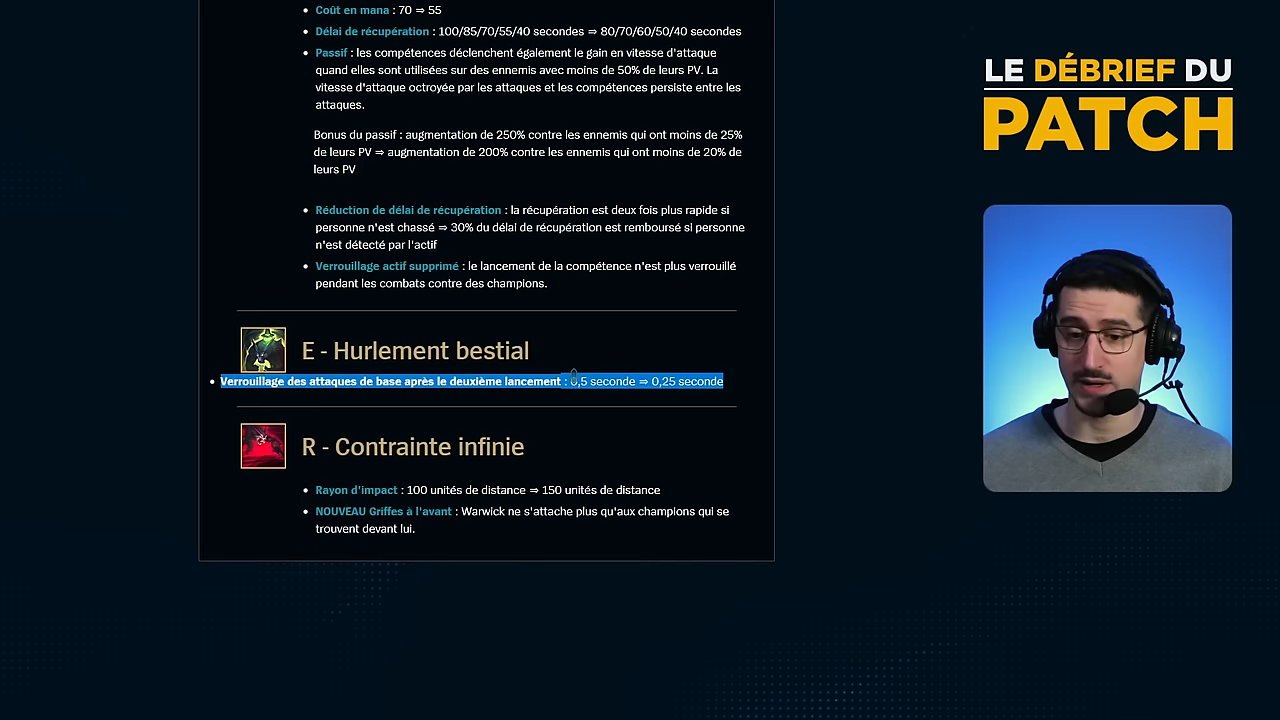 Coût en mana : 70 ⇒ 55
Délai de récupération : 100/85/70/55/40 secondes ⇒ 80/70/60/50/40 secondes
Passif : les compétences déclenchent également le gain en vitesse d'attaque
quand elles sont utilisées sur des ennemis avec moins de 50% de leurs PV. La
vitesse d'attaque octroyée par les attaques et les compétences persiste entre les
attaques.
Bonus du passif : augmentation de 250% contre les ennemis qui ont moins de 25%
de leurs PV ⇒ augmentation de 200% contre les ennemis qui ont moins de 20% de
leurs PV
Réduction de délai de récupération : la récupération est deux fois plus rapide si
personne n'est chassé ⇒ 30% du délai de récupération est remboursé si personne
n'est détecté par l'actif
Verrouillage actif supprimé : le lancement de la compétence n'est plus verrouillé
pendant les combats contre des champions.
E - Hurlement bestial
Verrouillage des attaques de base après le deuxième lancement : 0,5 seconde ⇒ 0,25 seconde
R - Contrainte infinie
Rayon d'impact : 100 unités de distance ⇒ 150 unités de distance
NOUVEAU Griffes à l'avant : Warwick ne s'attache plus qu'aux champions qui se
trouvent devant lui.
LE DÉBRIEF DU
PATCH